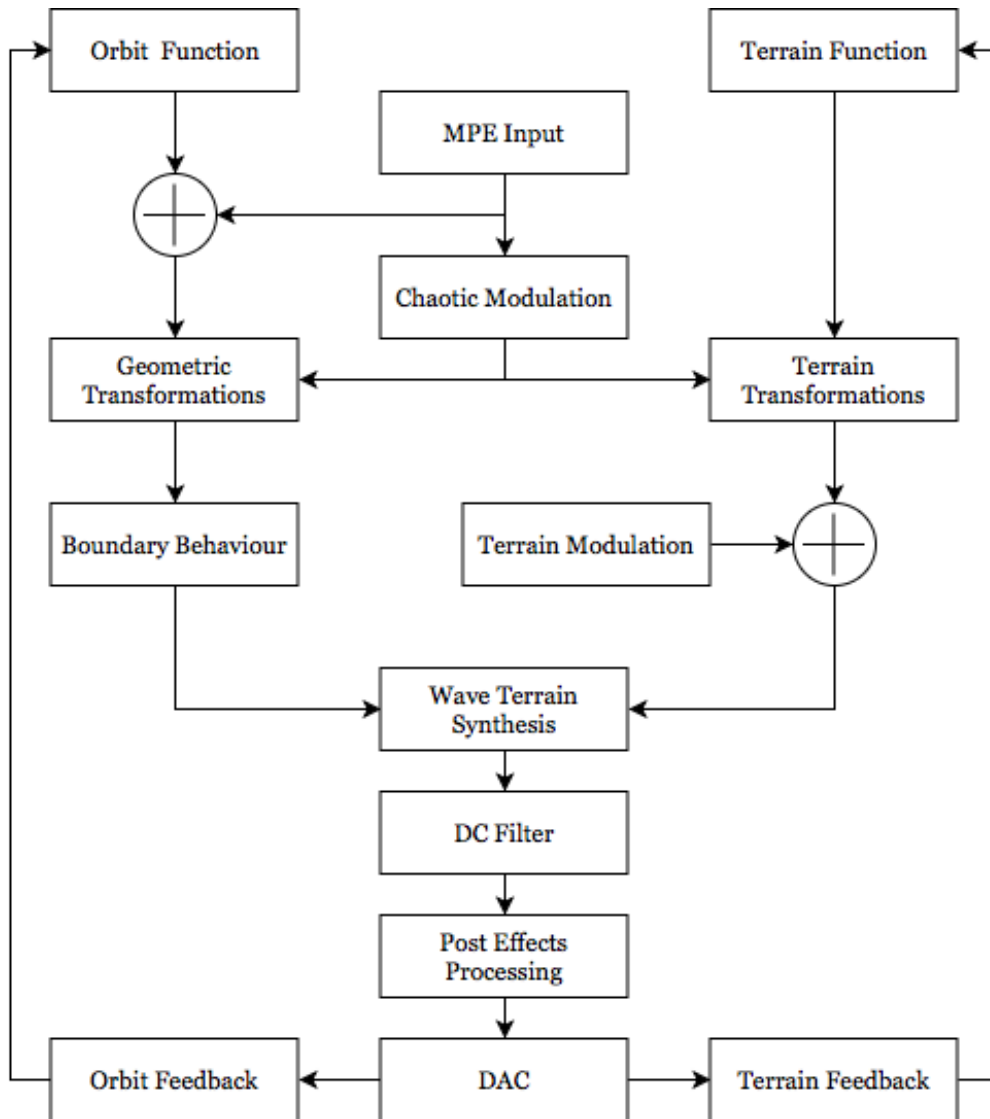 Orbit Function
Terrain Function
MPE Input
Chaotic Modulation
Geometric
Transformations
Terrain
Transformations
Boundary Behaviour
Terrain Modulation
Wave Terrain
Synthesis
DC Filter
Post Effects
Processing
Orbit Feedback
DAC
Terrain Feedback